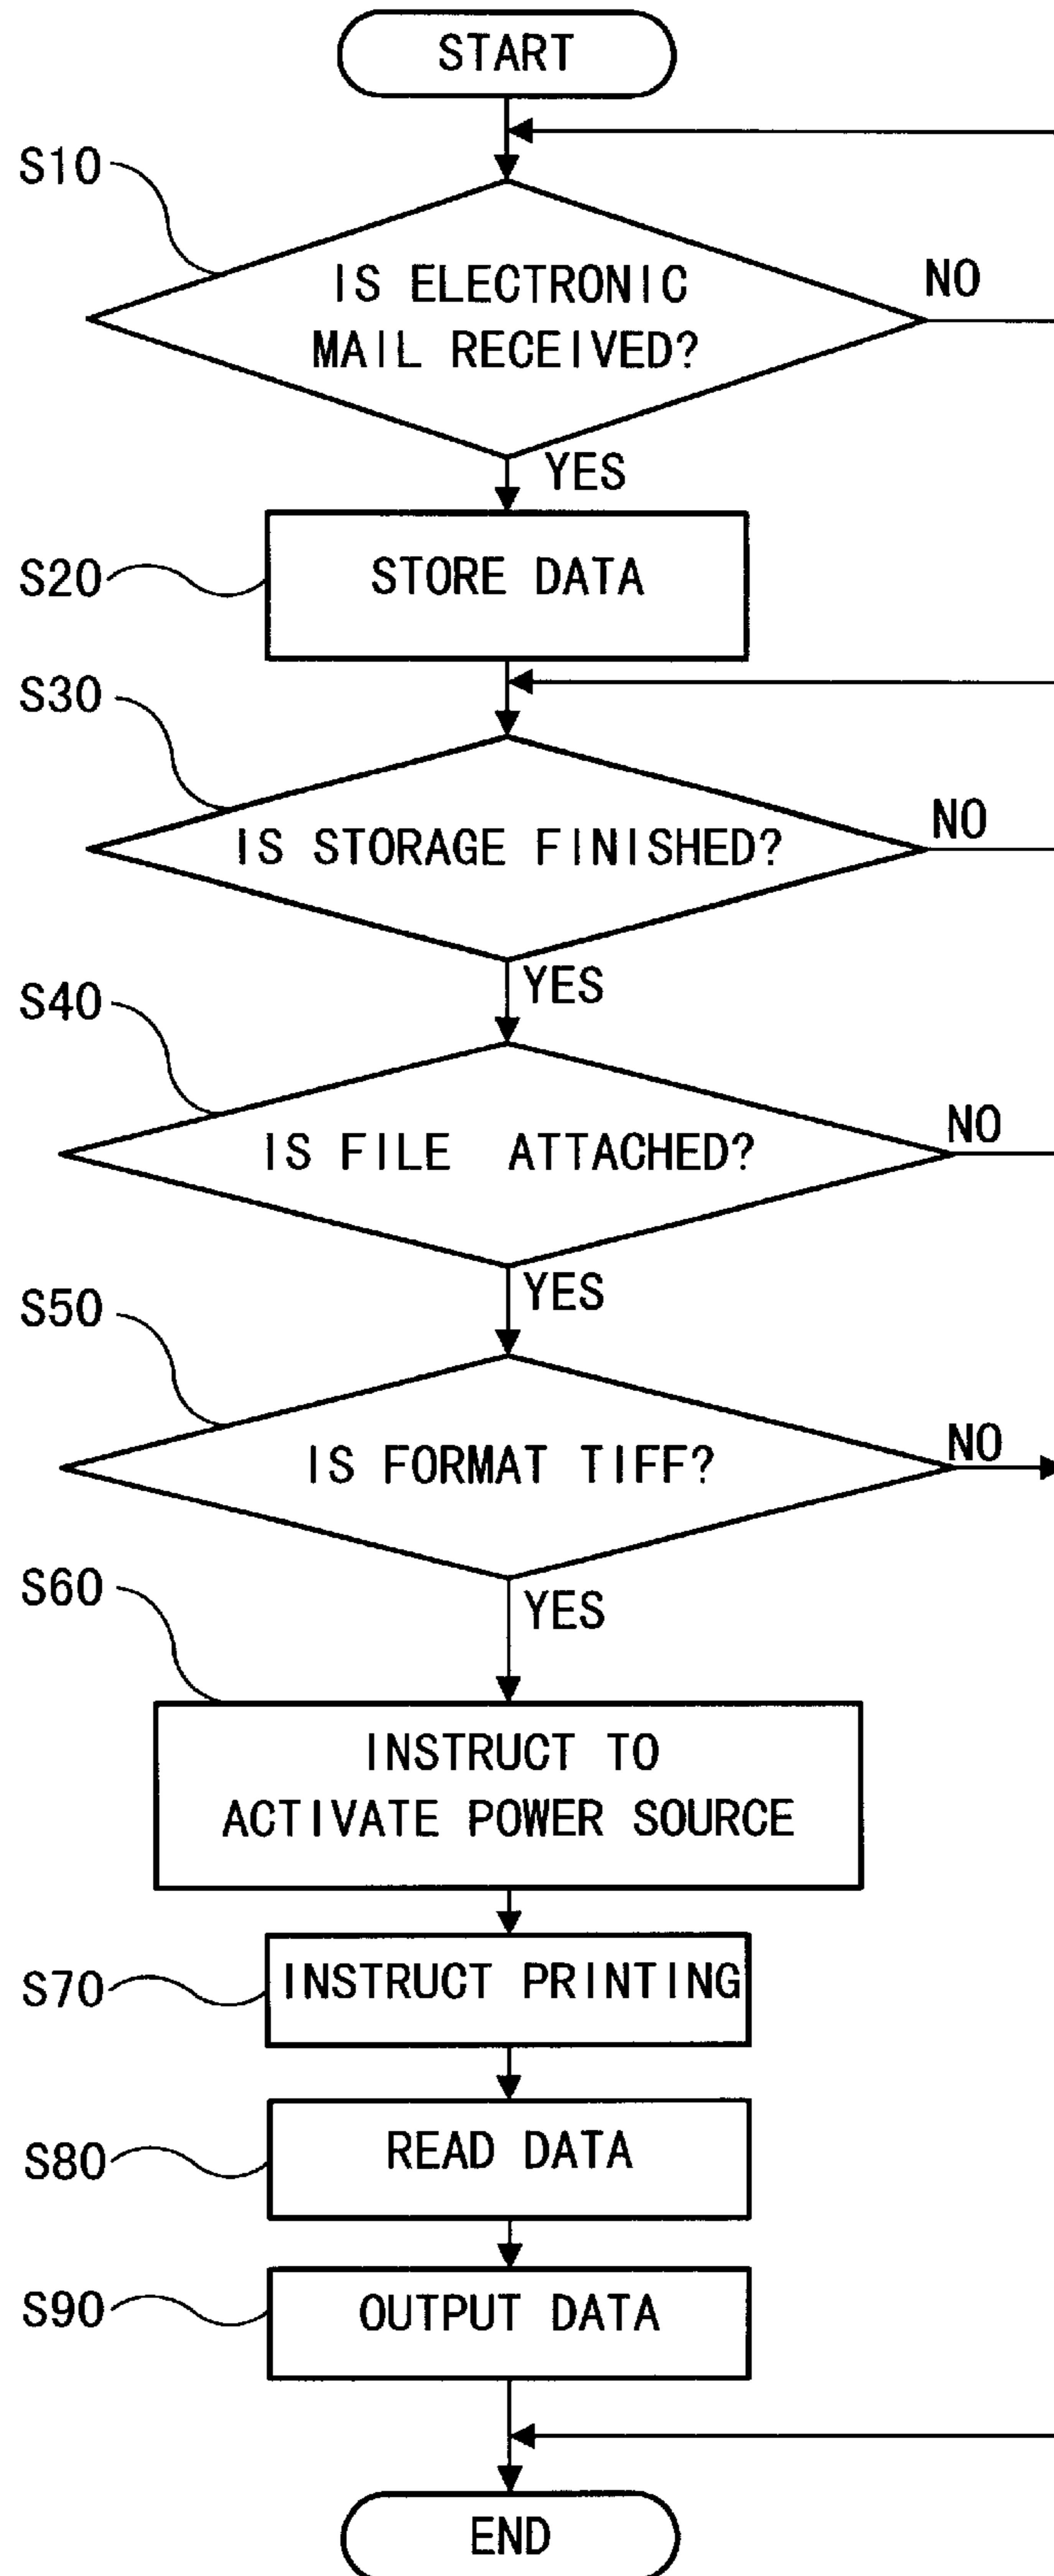 START
S10
IS ELECTRONIC
MAIL RECEIVED?
NO
YES
S20
STORE DATA
S30
IS STORAGE FINISHED?
NO
YES
S40
IS FILE ATTACHED?
NO
YES
S50
IS FORMAT TIFF?
NO
YES
S60
INSTRUCT TO
ACTIVATE POWER SOURCE
S70
INSTRUCT PRINTING
S80
READ DATA
S90
OUTPUT DATA
END